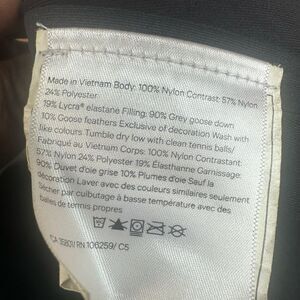 Made in Vietnam Body: 100% Nylon Contrast: 57% Nylon
24% Polyester
19% Lycra® elastane Filling: 90% Grey goose down
10% Goose feathers Exclusive of decoration Wash with
like colours Tumble dry low with clean tennis balls/
Fabriqué au Vietnam Corps: 100% Nylon Contrastant:
57% Nylon 24% Polyester 19% Élasthanne Garnissage:
90% Duvet d'oie grise 10% Plumes d'oie Sauf la
décoration Laver avec des couleurs similaires seulement
Sécher par culbutage à basse température avec des
balles de tennis propres
CA 35801/ RN 106259/ C5